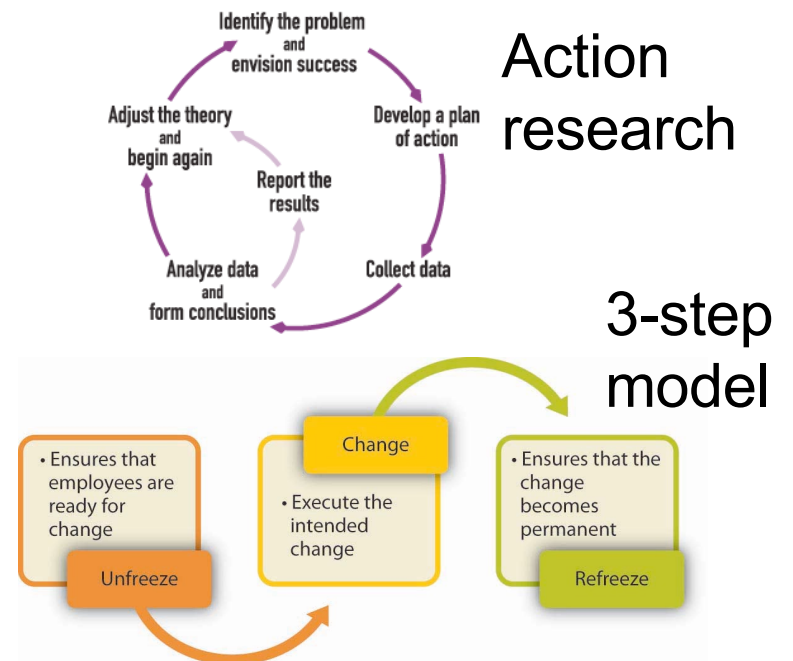 Identify the problem
and
envision success
Action
research
Adjust the theory
and
begin again
Develop a plan
of action
Report the
results
Analyze data
and
form conclusions
Collect data
3-step
model
• Ensures that
employees are
ready for
change
Unfreeze
Change
• Execute the
intended
change
• Ensures that the
change
becomes
permanent
Refreeze